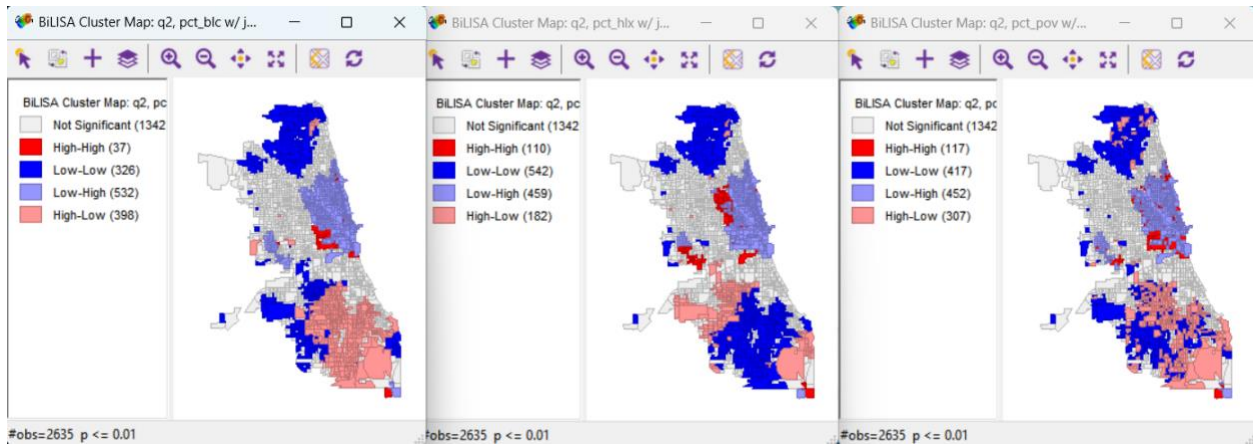 BiLISA Cluster Map: q2, pct_blc w/ j...
BiLISA Cluster Map: q2, pc
Not Significant (1342
High-High (37)
Low-Low (326)
Low-High (532)
High-Low (398)
#obs=2635 p <= 0.01
BiLISA Cluster Map: q2, pct_hlx w/ j...
BiLISA Cluster Map: q2, pc
Not Significant (1342
High-High (110)
Low-Low (542)
Low-High (459)
High-Low (182)
#obs=2635 p <= 0.01
BiLISA Cluster Map: q2, pct_pov w/...
BiLISA Cluster Map: q2, pc
Not Significant (1342
High-High (117)
Low-Low (417)
Low-High (452)
High-Low (307)
#obs=2635 p <= 0.01